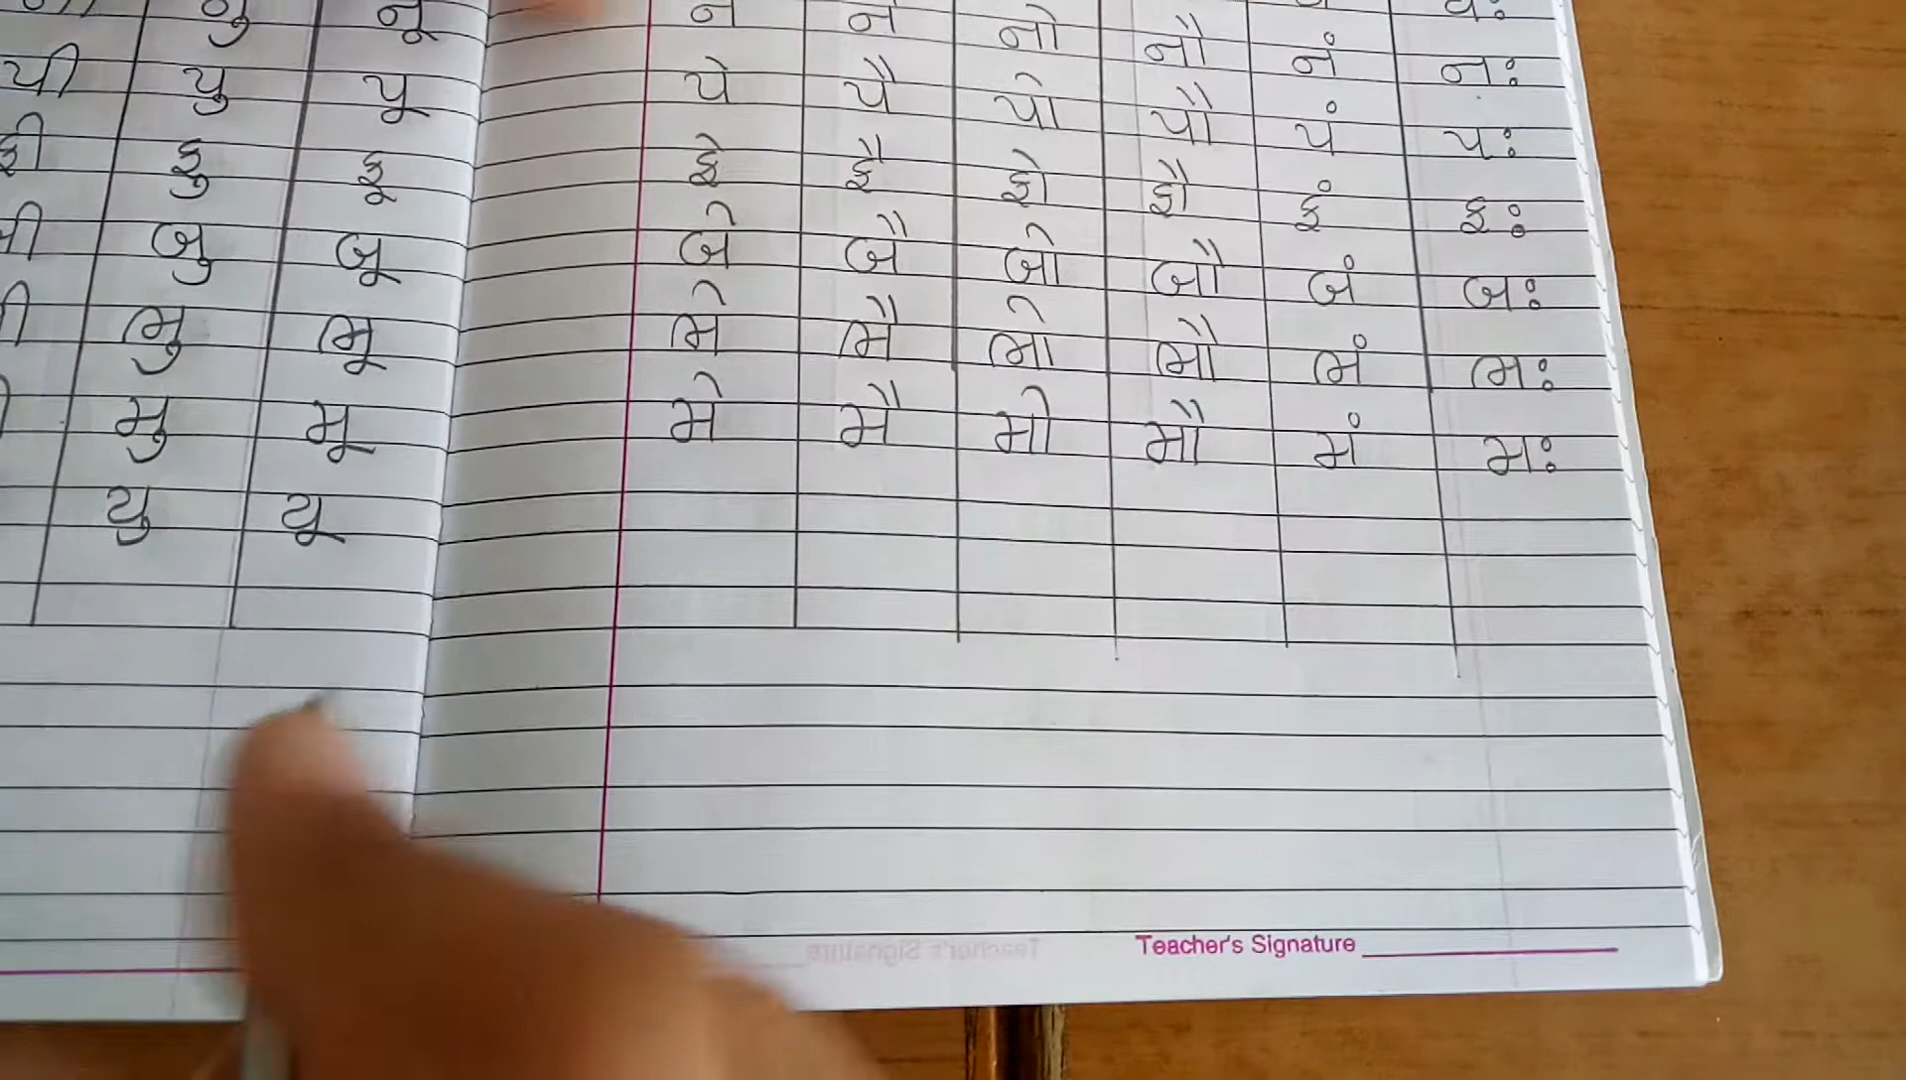 નુ નૂ ને નૈ નો નૌ નં નઃ
પી પુ પૂ પે પૈ પો પૌ પં પઃ
ફી ફુ ફૂ ફે ફૈ ફો ફૌ ફં ફઃ
બી બુ બૂ બે બૈ બો બૌ બં બઃ
ભુ ભૂ ભે ભૈ ભો ભૌ ભં ભઃ
મુ મૂ મે મૈ મો મૌ મં મઃ
યુ યૂ
Teacher's Signature